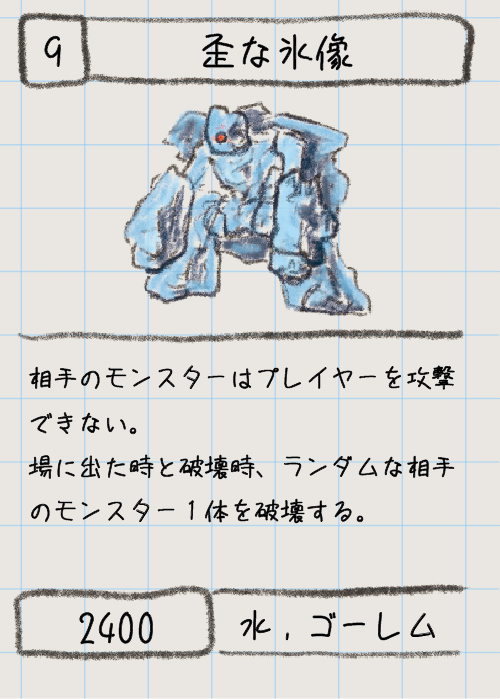 9
歪な氷像
相手のモンスターはプレイヤーを攻撃
できない。
場に出た時と破壊時、ランダムな相手
のモンスター1体を破壊する。
2400
水,ゴーレム